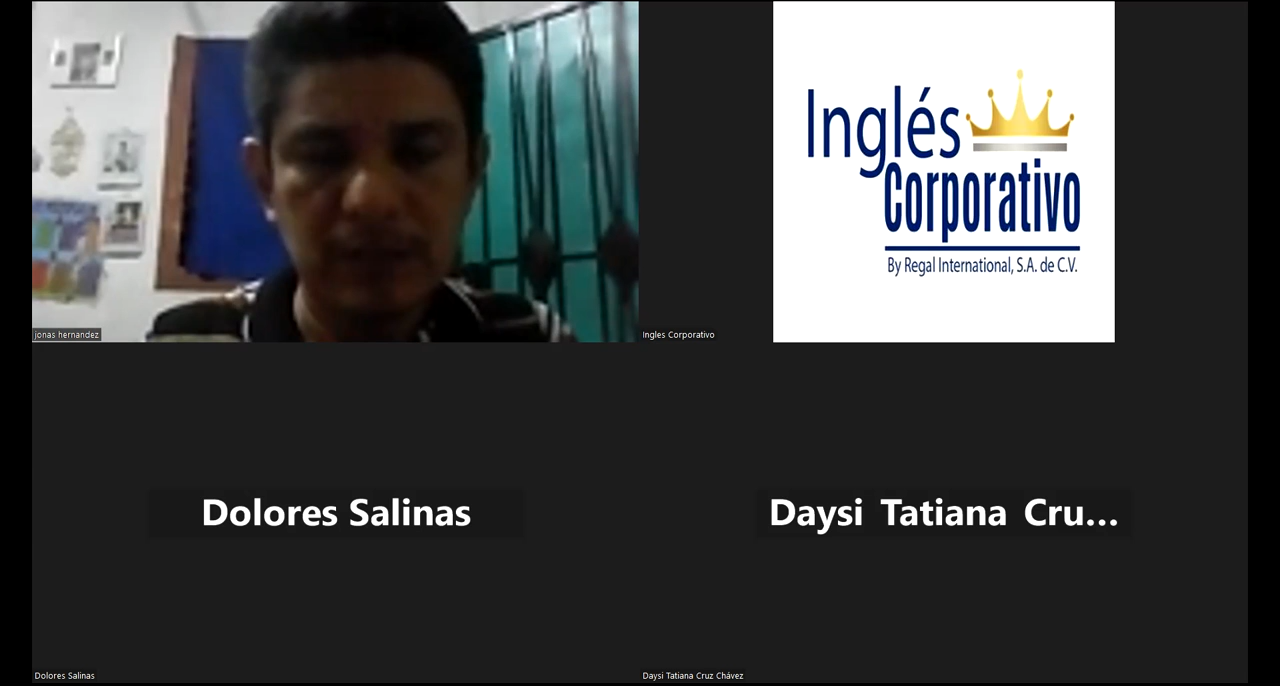 Inglés
Corporativo
By Regal International, S.A. de C.V.
jonas hernandez
Ingles Corporativo
Dolores Salinas
Daysi Tatiana Cru...
Dolores Salinas
Daysi Tatiana Cruz Chávez